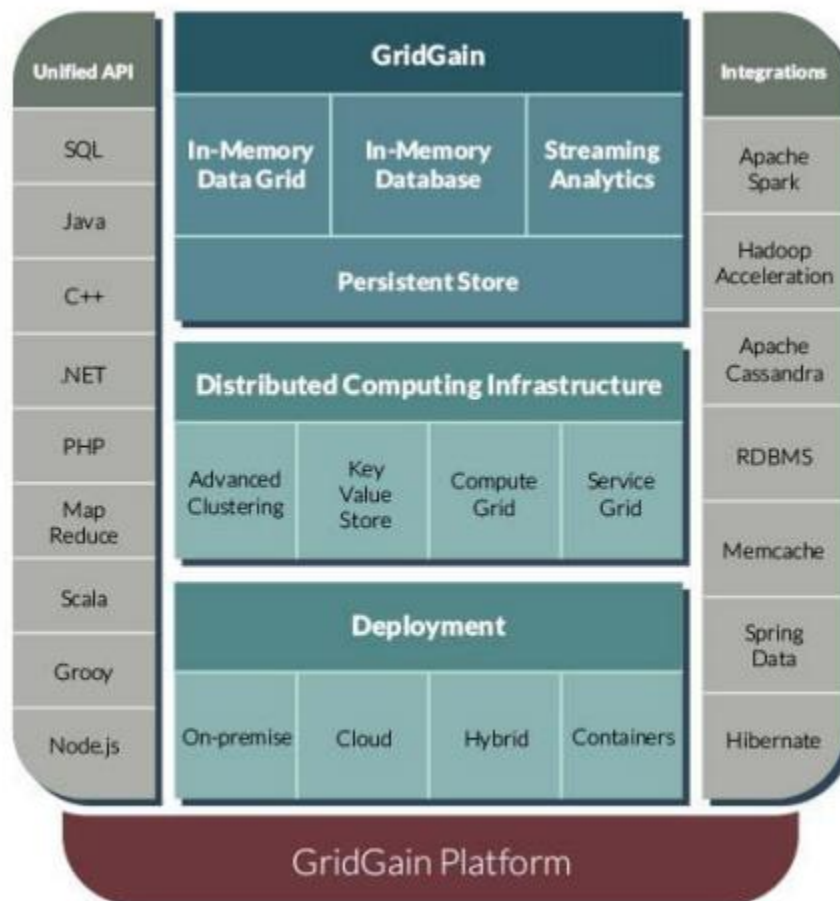 Unified API
SQL
Java
C++
.NET
PHP
Map
Reduce
Scala
Grooy
Node.js
GridGain
In-Memory
Data Grid
In-Memory
Database
Streaming
Analytics
Persistent Store
Distributed Computing Infrastructure
Advanced
Clustering
Key
Value
Store
Compute
Grid
Service
Grid
Deployment
On-premise
Cloud
Hybrid
Containers
Integrations
Apache
Spark
Hadoop
Acceleration
Apache
Cassandra
RDBMS
Memcache
Spring
Data
Hibernate
GridGain Platform